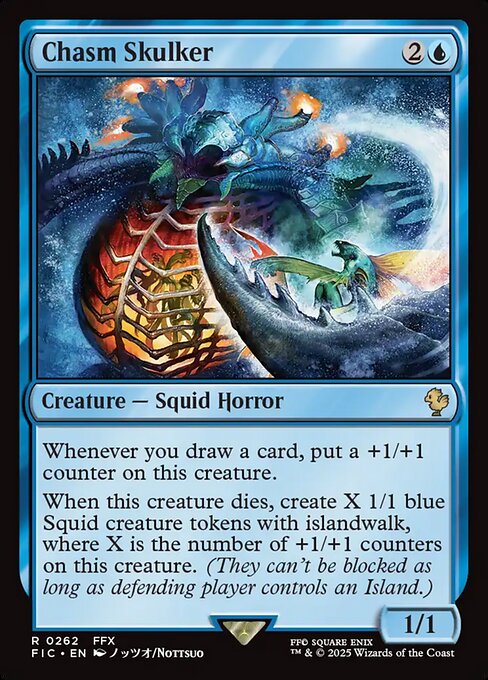 Chasm Skulker 2
Creature — Squid Horror
Whenever you draw a card, put a +1/+1
counter on this creature.
When this creature dies, create X 1/1 blue
Squid creature tokens with islandwalk,
where X is the number of +1/+1 counters
on this creature. (They can't be blocked as
long as defending player controls an Island.)
1/1
R 0262 FFX
FIC • EN ノッツオ/Nottsuo
FF© SQUARE ENIX
™ & © 2025 Wizards of the Coast